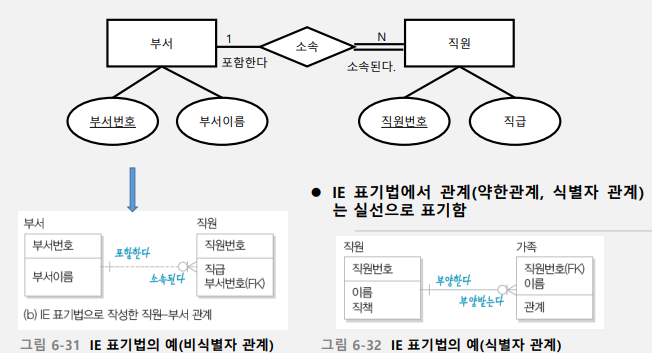 부서
1
소속
N
직원
포함한다
소속된다.
부서번호
부서이름
직원번호
직급
● IE 표기법에서 관계(약한관계, 식별자 관계)
는 실선으로 표기함
부서
직원
부서번호
부서이름
포함한다
소속된다
직원번호
직급
부서번호(FK)
(b) IE 표기법으로 작성한 직원-부서 관계
그림 6-31 IE 표기법의 예(비식별자 관계)
직원
가족
직원번호
이름
직책
부양한다
부양받는다
직원번호(FK)
이름
관계
그림 6-32 IE 표기법의 예(식별자 관계)